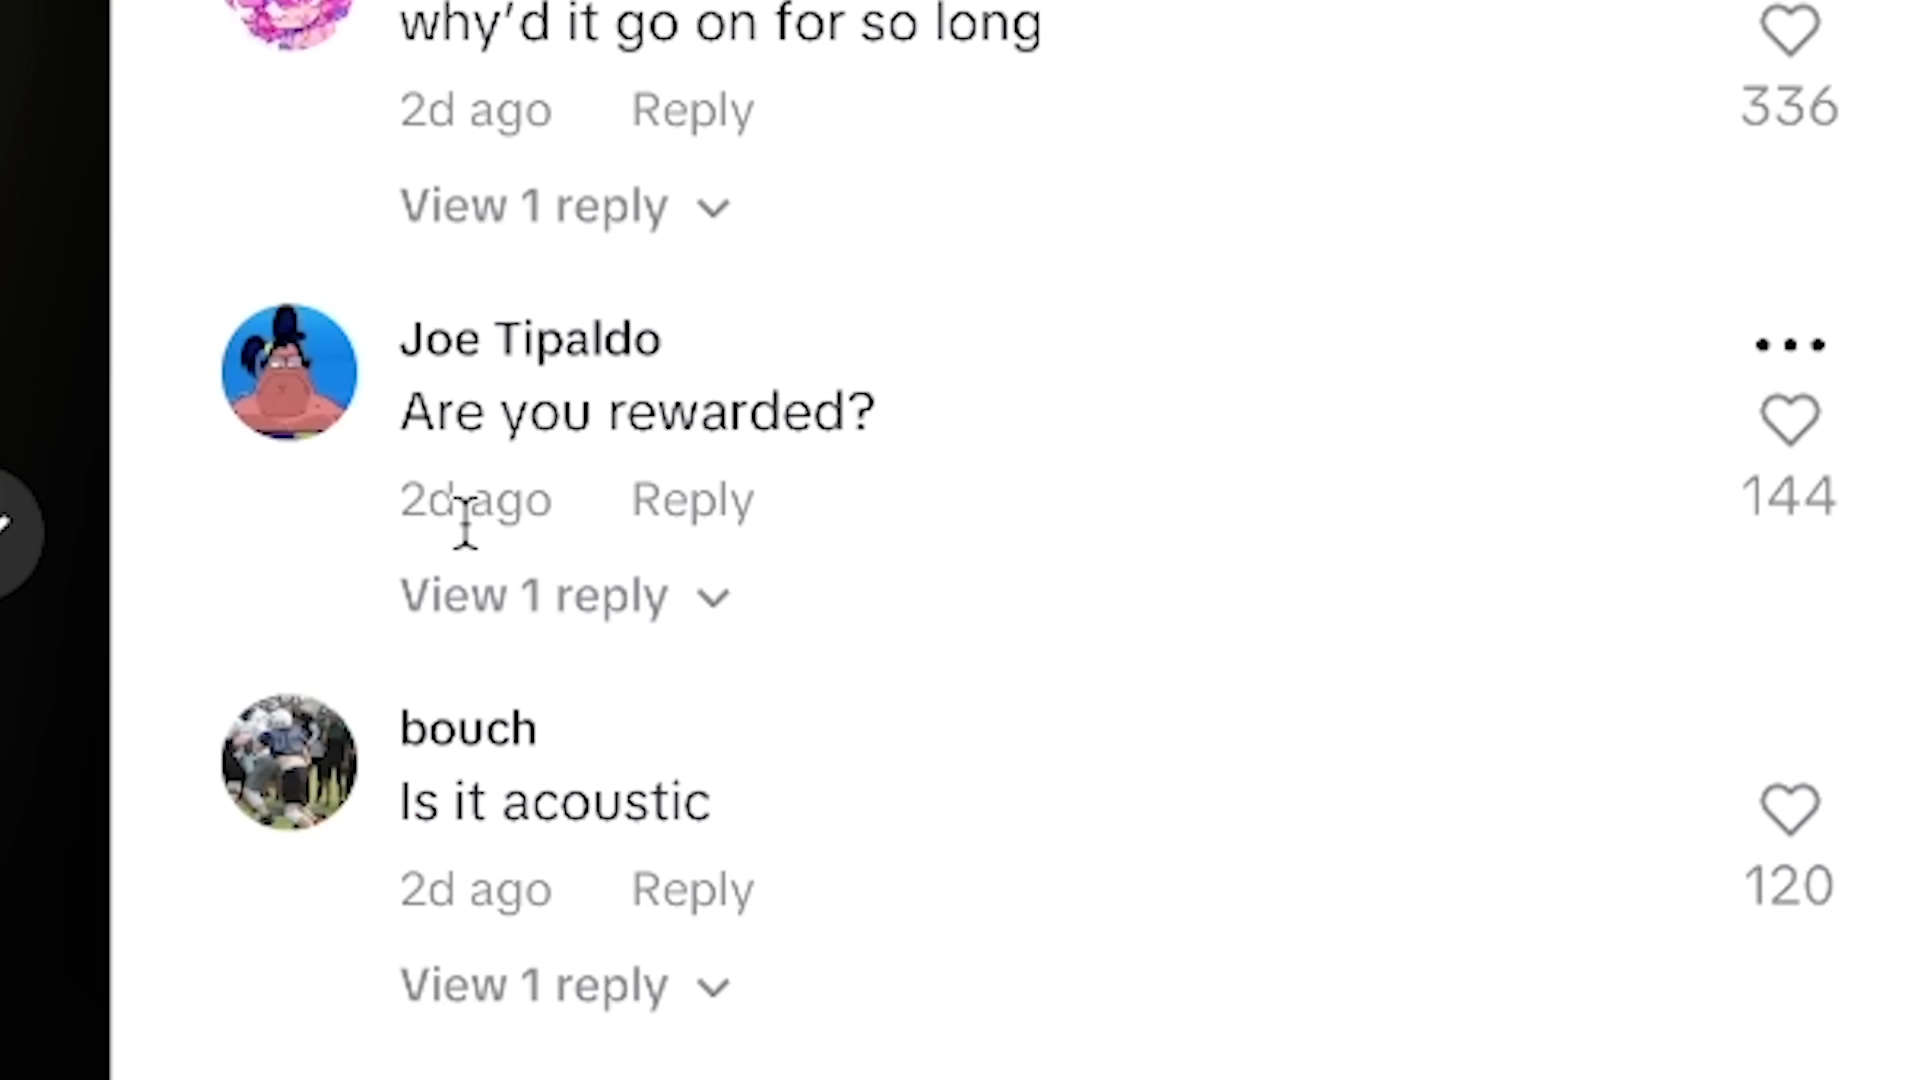 why'd it go on for so long
336
2d ago Reply
View 1 reply
Joe Tipaldo
Are you rewarded?
144
2d ago Reply
View 1 reply
bouch
Is it acoustic
120
2d ago Reply
View 1 reply